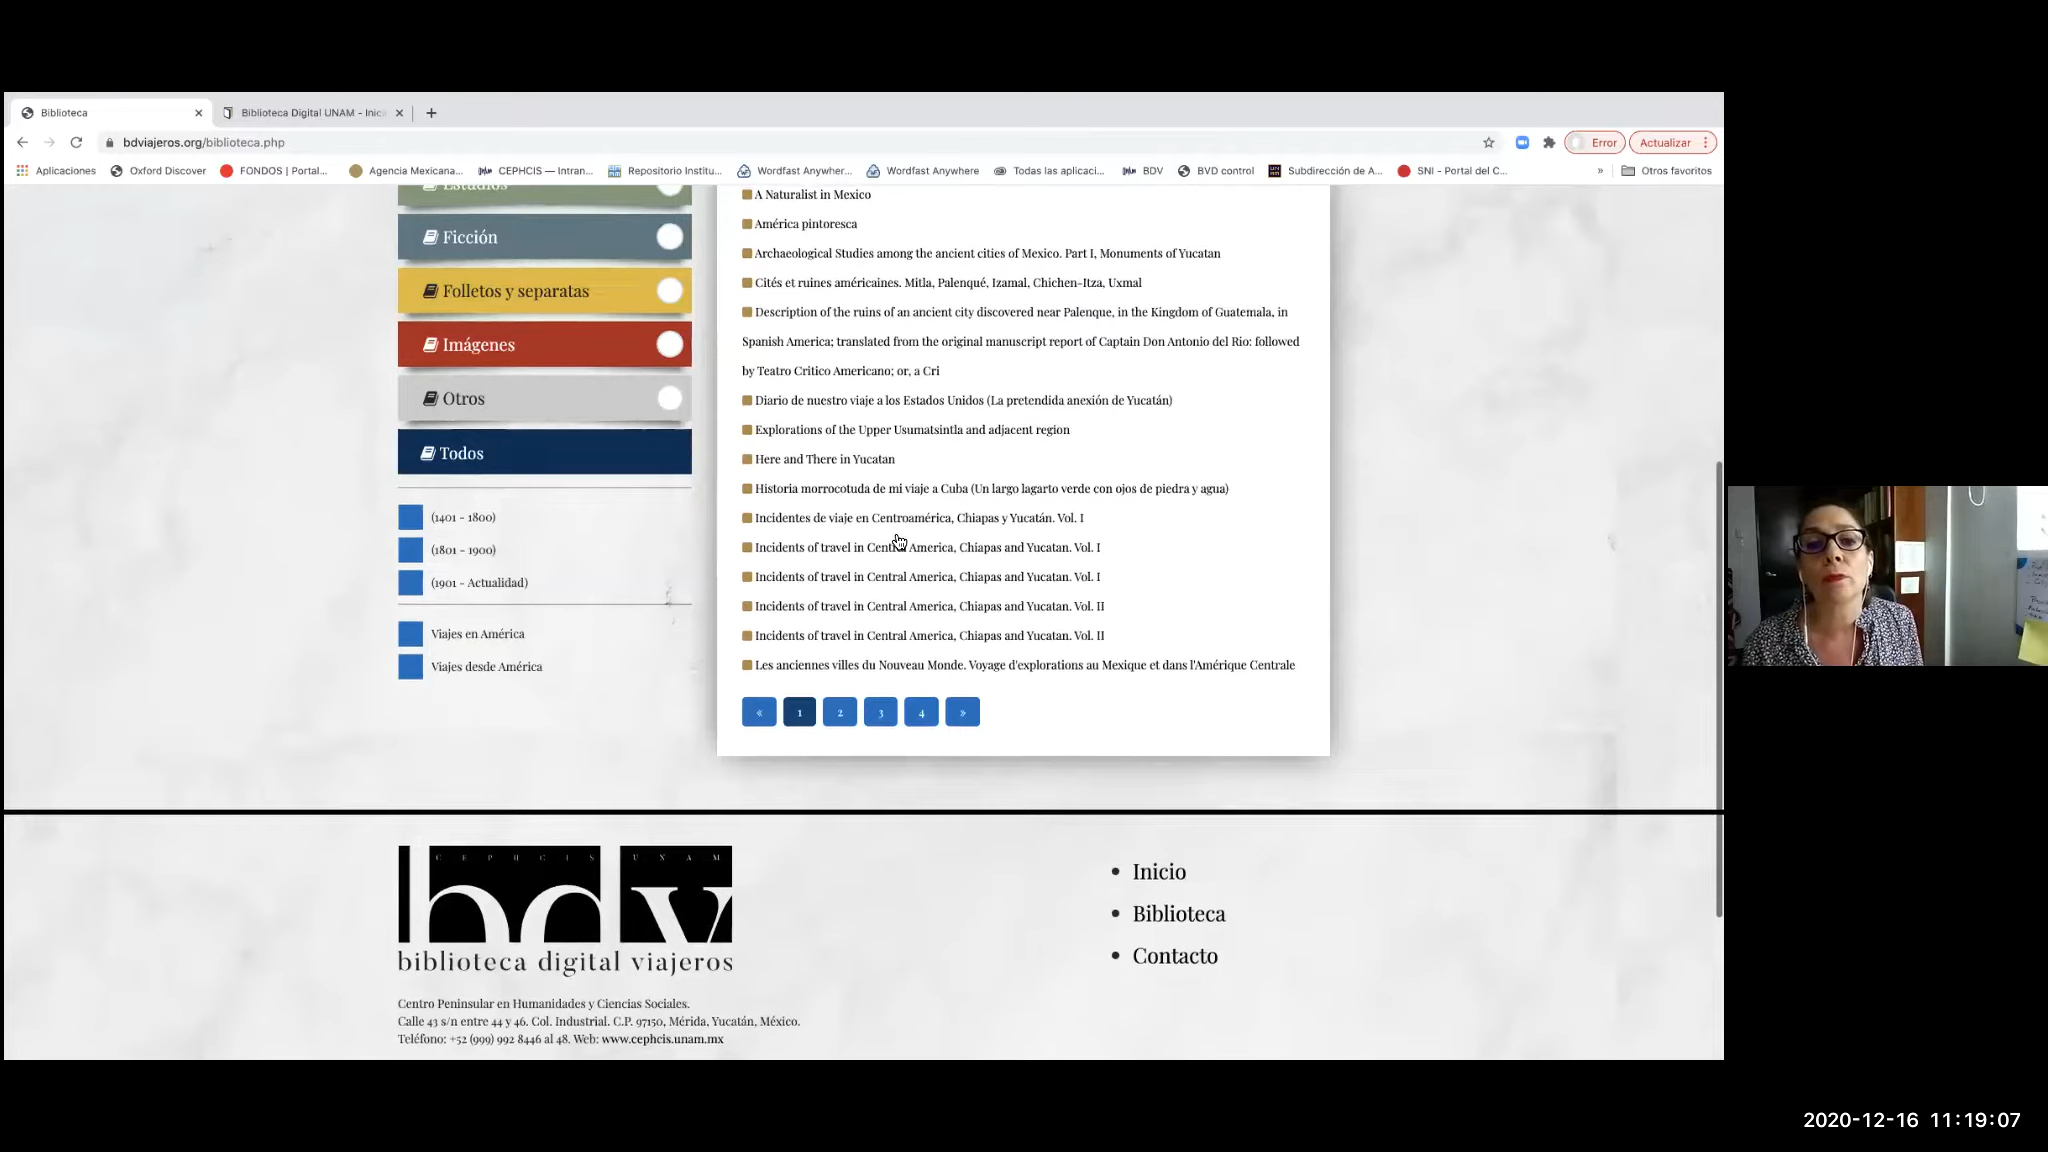 Biblioteca
Biblioteca Digital UNAM - Inic
bdviajeros.org/biblioteca.php
Error
Actualizar
Aplicaciones
Oxford Discover
FONDOS | Portal...
Agencia Mexicana...
CEPHCIS — Intran...
Repositorio Institu...
Wordfast Anywher...
Wordfast Anywhere
Todas las aplicaci...
BDV
BVD control
Subdirección de A...
SNI - Portal del C...
»
Otros favoritos
Estudios
Ficción
Folletos y separatas
Imágenes
Otros
Todos
(1401 - 1800)
(1801 - 1900)
(1901 - Actualidad)
Viajes en América
Viajes desde América
A Naturalist in Mexico
América pintoresca
Archaeological Studies among the ancient cities of Mexico. Part I, Monuments of Yucatan
Cités et ruines américaines. Mitla, Palenqué, Izamal, Chichen-Itza, Uxmal
Description of the ruins of an ancient city discovered near Palenque, in the Kingdom of Guatemala, in
Spanish America; translated from the original manuscript report of Captain Don Antonio del Rio: followed
by Teatro Critico Americano; or, a Cri
Diario de nuestro viaje a los Estados Unidos (La pretendida anexión de Yucatán)
Explorations of the Upper Usumatsintla and adjacent region
Here and There in Yucatan
Historia morrocotuda de mi viaje a Cuba (Un largo lagarto verde con ojos de piedra y agua)
Incidentes de viaje en Centroamérica, Chiapas y Yucatán. Vol. I
Incidents of travel in Central America, Chiapas and Yucatan. Vol. I
Incidents of travel in Central America, Chiapas and Yucatan. Vol. I
Incidents of travel in Central America, Chiapas and Yucatan. Vol. II
Incidents of travel in Central America, Chiapas and Yucatan. Vol. II
Les anciennes villes du Nouveau Monde. Voyage d'explorations au Mexique et dans l'Amérique Centrale
« 1 2 3 4 »
CEPHCIS UNAM
bdv
biblioteca digital viajeros
Centro Peninsular en Humanidades y Ciencias Sociales.
Calle 43 s/n entre 44 y 46. Col. Industrial. C.P. 97150, Mérida, Yucatán, México.
Teléfono: +52 (999) 992 8446 al 48. Web: www.cephcis.unam.mx
Inicio
Biblioteca
Contacto
2020-12-16 11:19:07